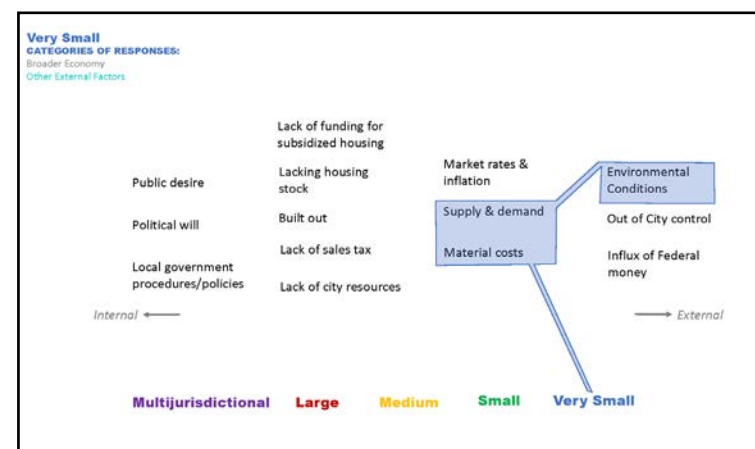 Very Small
CATEGORIES OF RESPONSES:
Broader Economy
Other External Factors
Public desire
Political will
Local government
procedures/policies
Internal
Lack of funding for
subsidized housing
Lacking housing
stock
Built out
Lack of sales tax
Lack of city resources
Market rates &
inflation
Supply & demand
Material costs
Environmental
Conditions
Out of City control
Influx of Federal
money
External
Multijurisdictional Large Medium Small Very Small